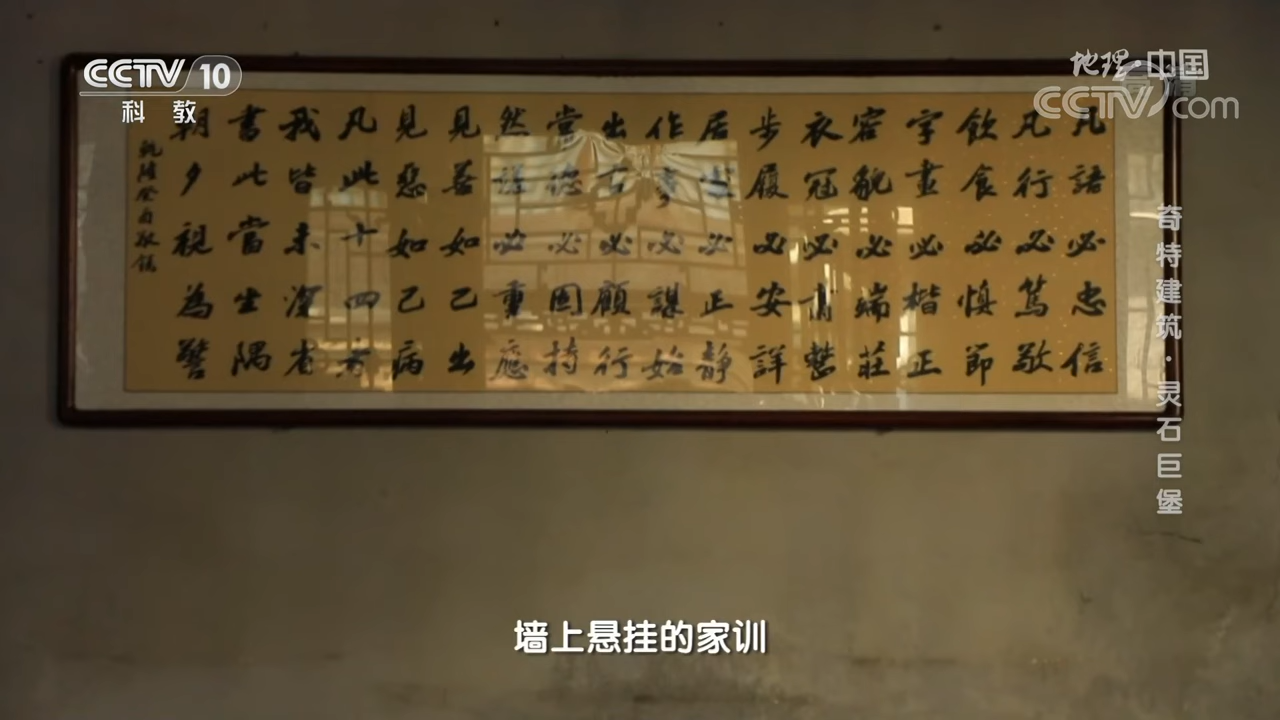 CCTV 10
科教
地理·中国
CCTV.com
凡語必忠信
凡行必篤敬
飲食必慎節
字畫必楷正
容貌必端莊
衣冠必肅整
步履必安詳
居處必正靜
作事必謀始
出言必顧行
常德必固持
然諾必重應
見善如己出
見惡如己病
凡此十四者
我皆未深省
書此當坐隅
朝夕視為警
乾隆癸酉敬錄
奇特建筑·灵石巨堡
墙上悬挂的家训